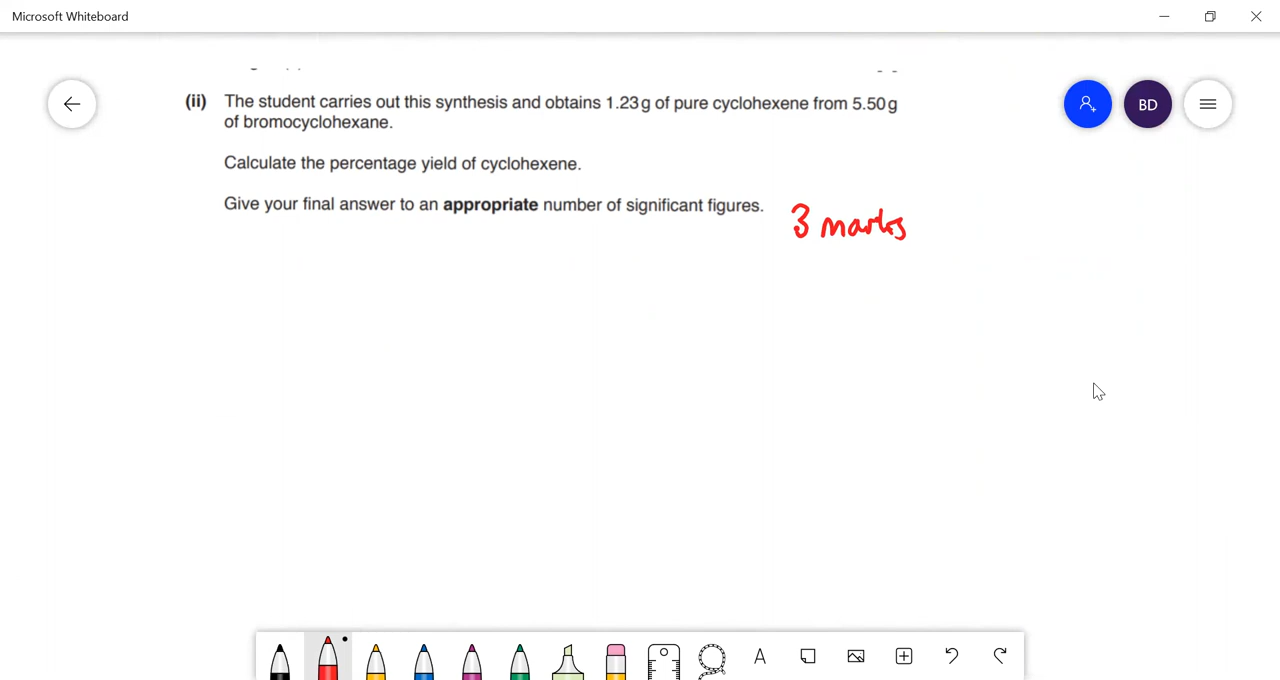 Microsoft Whiteboard
(ii) The student carries out this synthesis and obtains 1.23 g of pure cyclohexene from 5.50 g
of bromocyclohexane.
BD
Calculate the percentage yield of cyclohexene.
Give your final answer to an appropriate number of significant figures.
3 marks
A